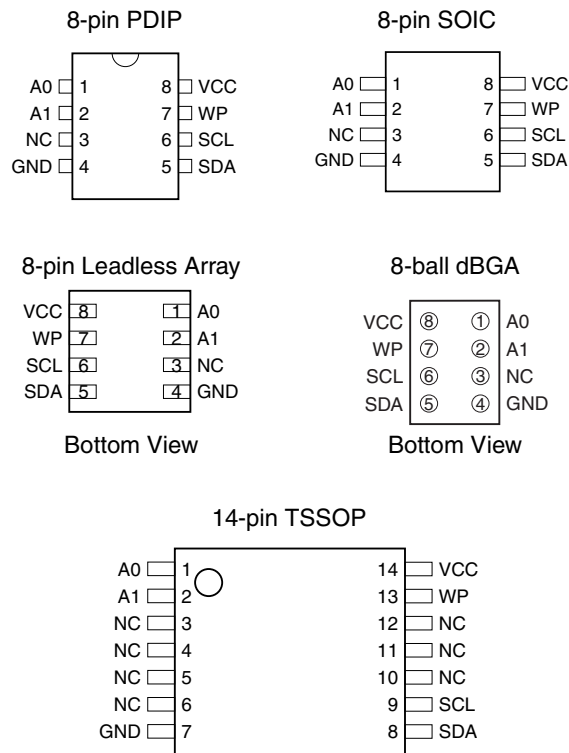 8-pin PDIP
A0 1 8 VCC
A1 2 7 WP
NC 3 6 SCL
GND 4 5 SDA
8-pin SOIC
A0 1 8 VCC
A1 2 7 WP
NC 3 6 SCL
GND 4 5 SDA
8-pin Leadless Array
VCC 8 1 A0
WP 7 2 A1
SCL 6 3 NC
SDA 5 4 GND
Bottom View
8-ball dBGA
VCC 8 1 A0
WP 7 2 A1
SCL 6 3 NC
SDA 5 4 GND
Bottom View
14-pin TSSOP
A0 1 14 VCC
A1 2 13 WP
NC 3 12 NC
NC 4 11 NC
NC 5 10 NC
NC 6 9 SCL
GND 7 8 SDA